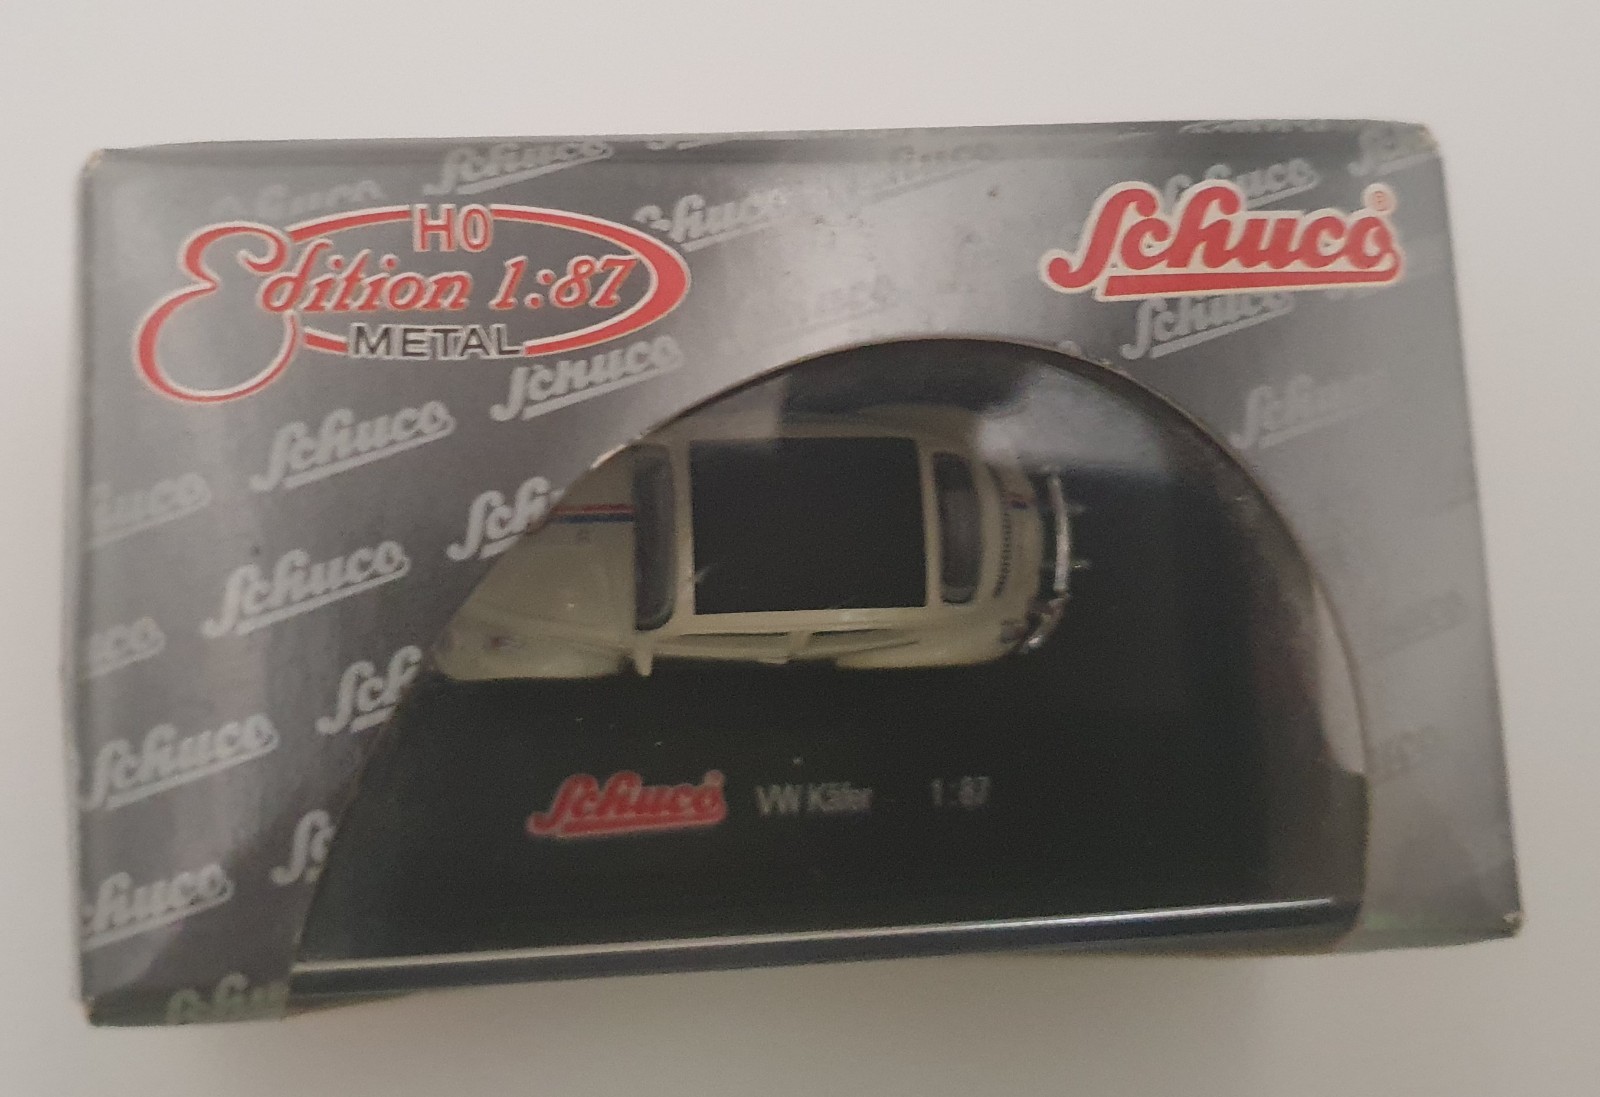 H0
Edition 1:87
METAL
Schuco®
Schuco VW Käfer 1:87